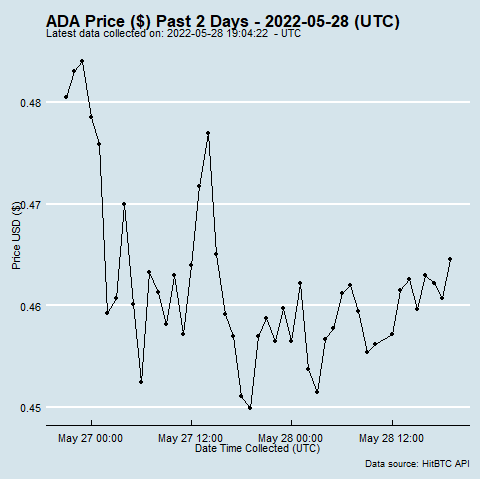 ADA Price ($) Past 2 Days - 2022-05-28 (UTC)
Latest data collected on: 2022-05-28 19:04:22 - UTC
0.48
0.47
0.46
0.45
Price USD ($)
May 27 00:00 May 27 12:00 May 28 00:00 May 28 12:00
Date Time Collected (UTC)
Data source: HitBTC API